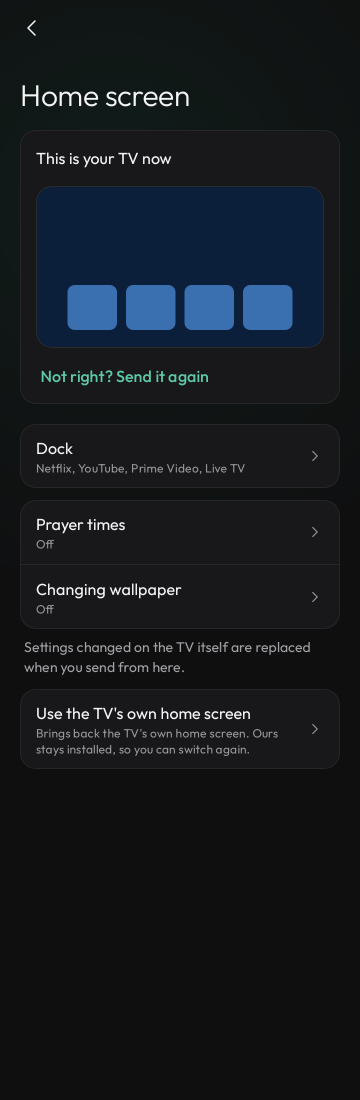 Home screen
This is your TV now
Not right? Send it again
Dock
Netflix, YouTube, Prime Video, Live TV
Prayer times
Off
Changing wallpaper
Off
Settings changed on the TV itself are replaced
when you send from here.
Use the TV's own home screen
Brings back the TV's own home screen. Ours
stays installed, so you can switch again.